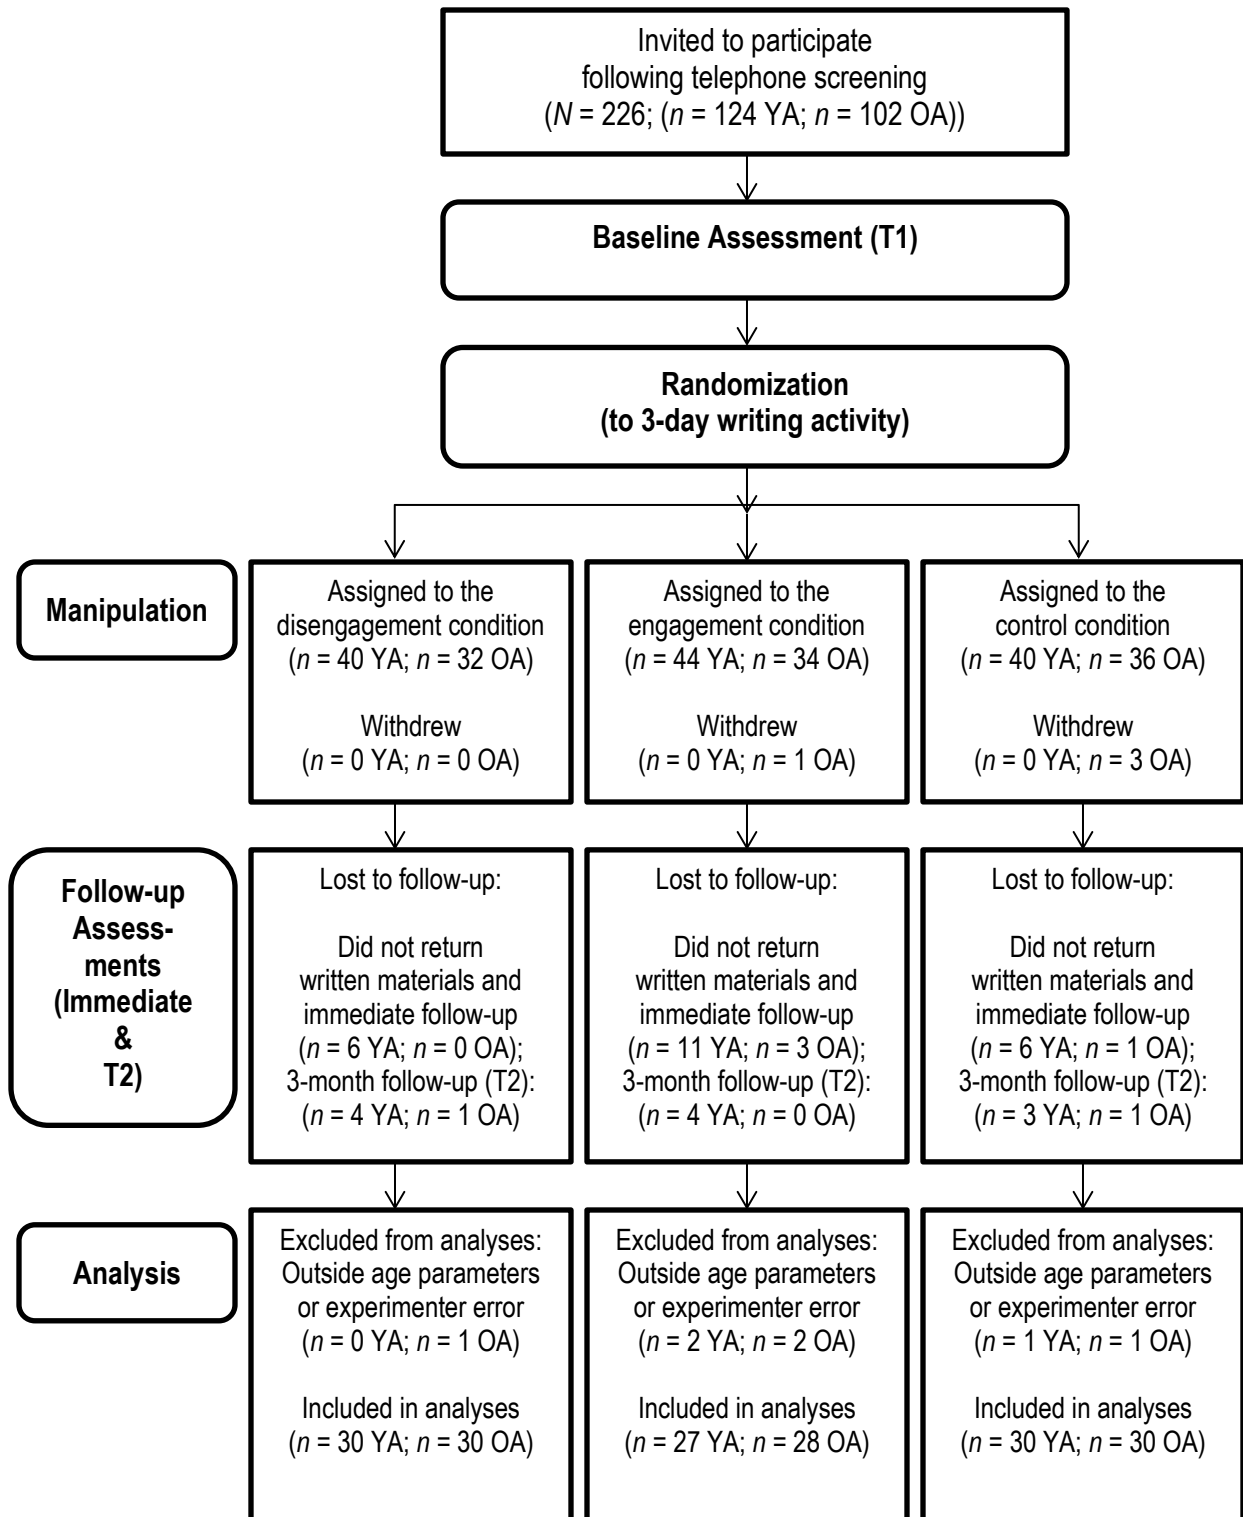 Invited to participate
following telephone screening
(N = 226; (n = 124 YA; n = 102 OA))
Baseline Assessment (T1)
Randomization
(to 3-day writing activity)
Manipulation
Assigned to the
disengagement condition
(n = 40 YA; n = 32 OA)
Withdrew
(n = 0 YA; n = 0 OA)
Assigned to the
engagement condition
(n = 44 YA; n = 34 OA)
Withdrew
(n = 0 YA; n = 1 OA)
Assigned to the
control condition
(n = 40 YA; n = 36 OA)
Withdrew
(n = 0 YA; n = 3 OA)
Follow-up
Assess-
ments
(Immediate
&
T2)
Lost to follow-up:
Did not return
written materials and
immediate follow-up
(n = 6 YA; n = 0 OA);
3-month follow-up (T2):
(n = 4 YA; n = 1 OA)
Lost to follow-up:
Did not return
written materials and
immediate follow-up
(n = 11 YA; n = 3 OA);
3-month follow-up (T2):
(n = 4 YA; n = 0 OA)
Lost to follow-up:
Did not return
written materials and
immediate follow-up
(n = 6 YA; n = 1 OA);
3-month follow-up (T2):
(n = 3 YA; n = 1 OA)
Analysis
Excluded from analyses:
Outside age parameters
or experimenter error
(n = 0 YA; n = 1 OA)
Included in analyses
(n = 30 YA; n = 30 OA)
Excluded from analyses:
Outside age parameters
or experimenter error
(n = 2 YA; n = 2 OA)
Included in analyses
(n = 27 YA; n = 28 OA)
Excluded from analyses:
Outside age parameters
or experimenter error
(n = 1 YA; n = 1 OA)
Included in analyses
(n = 30 YA; n = 30 OA)